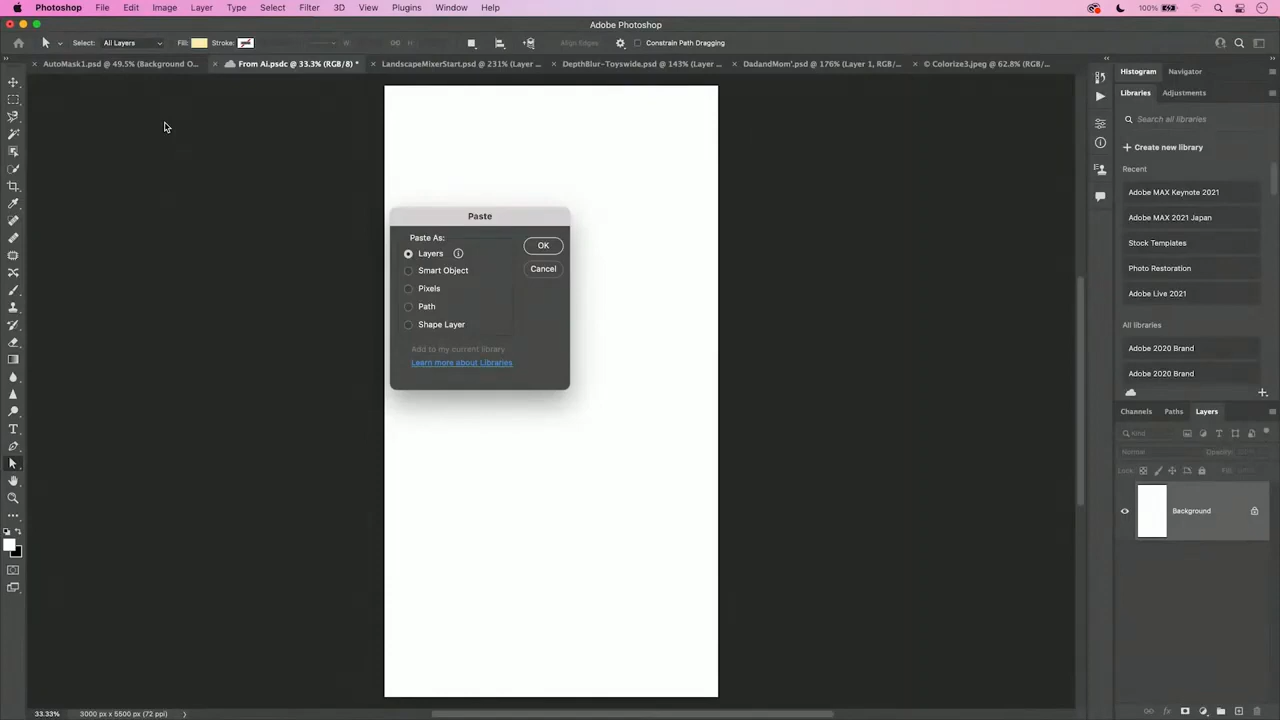 Photoshop File Edit Image Layer Type Select Filter 3D View Plugins Window Help 100%
Adobe Photoshop
Select: All Layers Fill: Stroke: W: H: Align Edges Constrain Path Dragging
AutoMask1.psd @ 49.5% (Background O... From Ai.psdc @ 33.3% (RGB/8) * LandscapeMixerStart.psd @ 231% (Layer ... DepthBlur-Toyswide.psd @ 143% (Layer ... DadandMom'.psd @ 176% (Layer 1, RGB/... © Colorize3.jpeg @ 62.8% (RGB/...
Histogram Navigator
Libraries Adjustments
Search all libraries
Create new library
Recent
Adobe MAX Keynote 2021
Adobe MAX 2021 Japan
Stock Templates
Photo Restoration
Adobe Live 2021
All libraries
Adobe 2020 Brand
Adobe 2020 Brand
Paste
Paste As:
Layers
Smart Object
Pixels
Path
Shape Layer
OK
Cancel
Add to my current library
Learn more about Libraries
Channels Paths Layers
Kind
Normal Opacity:
Lock: Fill:
Background
33.33% 3000 px x 5500 px (72 ppi)